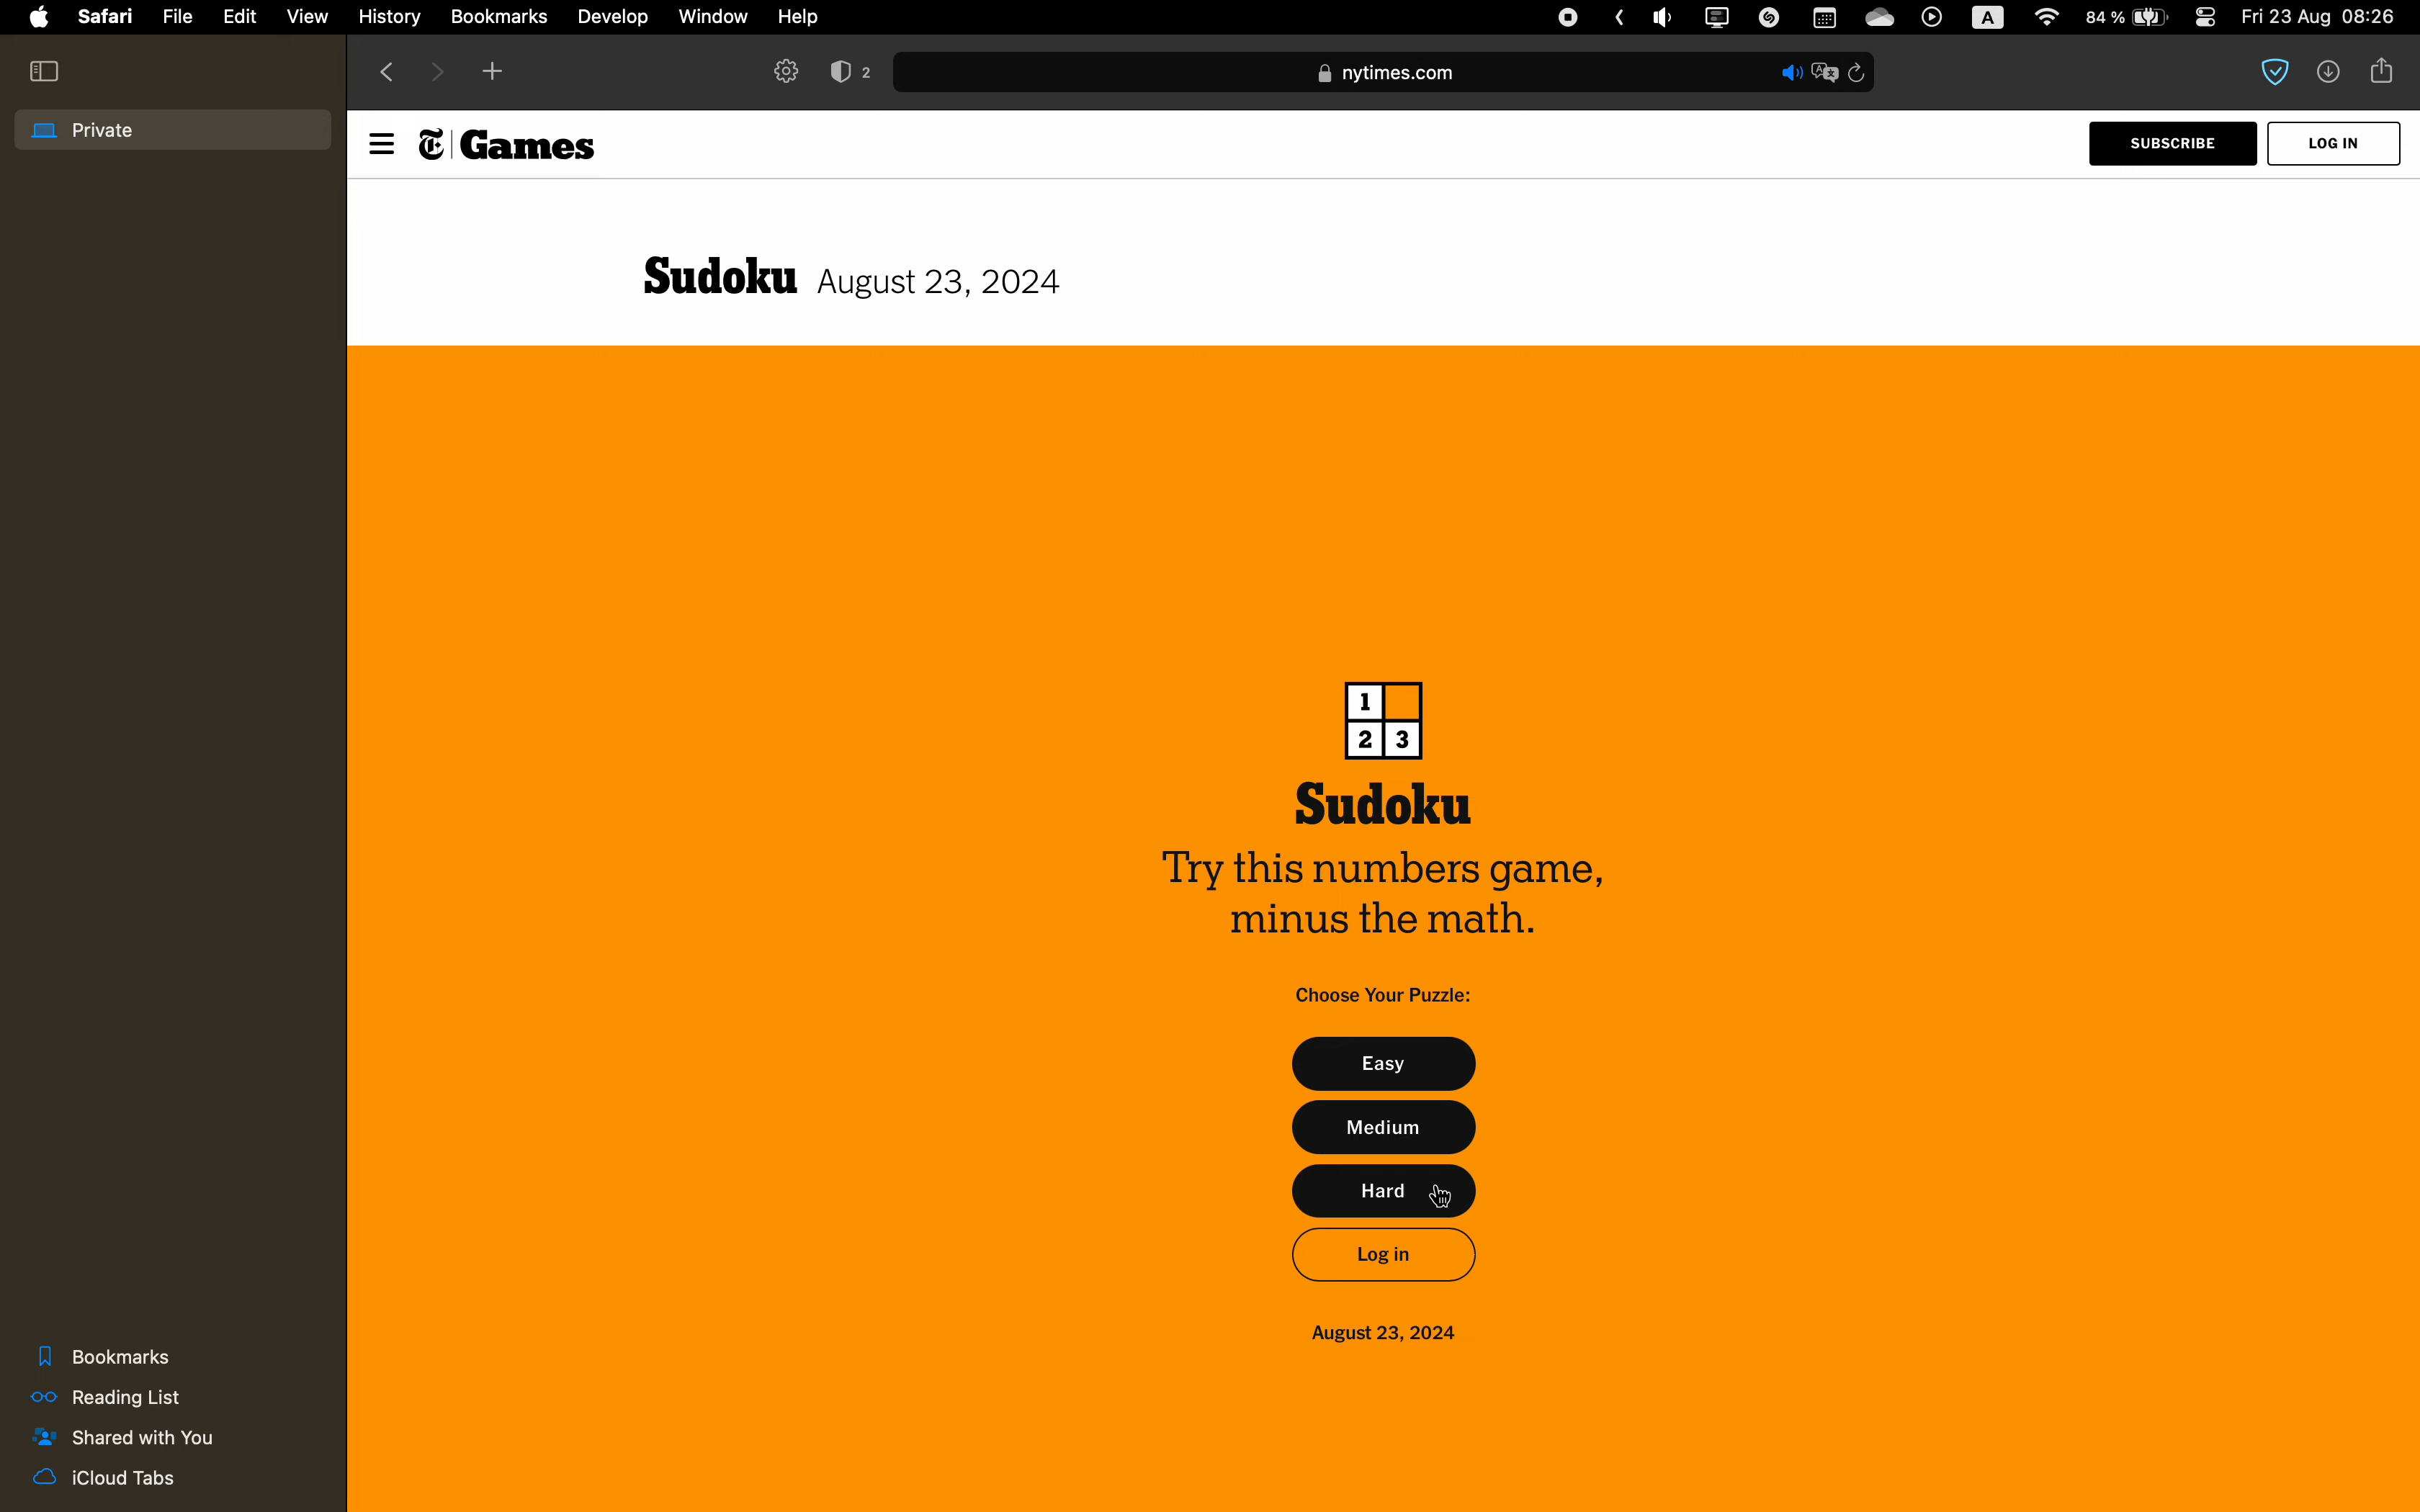 Safari File Edit View History Bookmarks Develop Window Help A 84 % Fri 23 Aug 08:26
2 nytimes.com
Private
T Games SUBSCRIBE LOG IN
Sudoku August 23, 2024
1
2 3
Sudoku
Try this numbers game,
minus the math.
Choose Your Puzzle:
Easy
Medium
Hard
Log in
August 23, 2024
Bookmarks
Reading List
Shared with You
iCloud Tabs